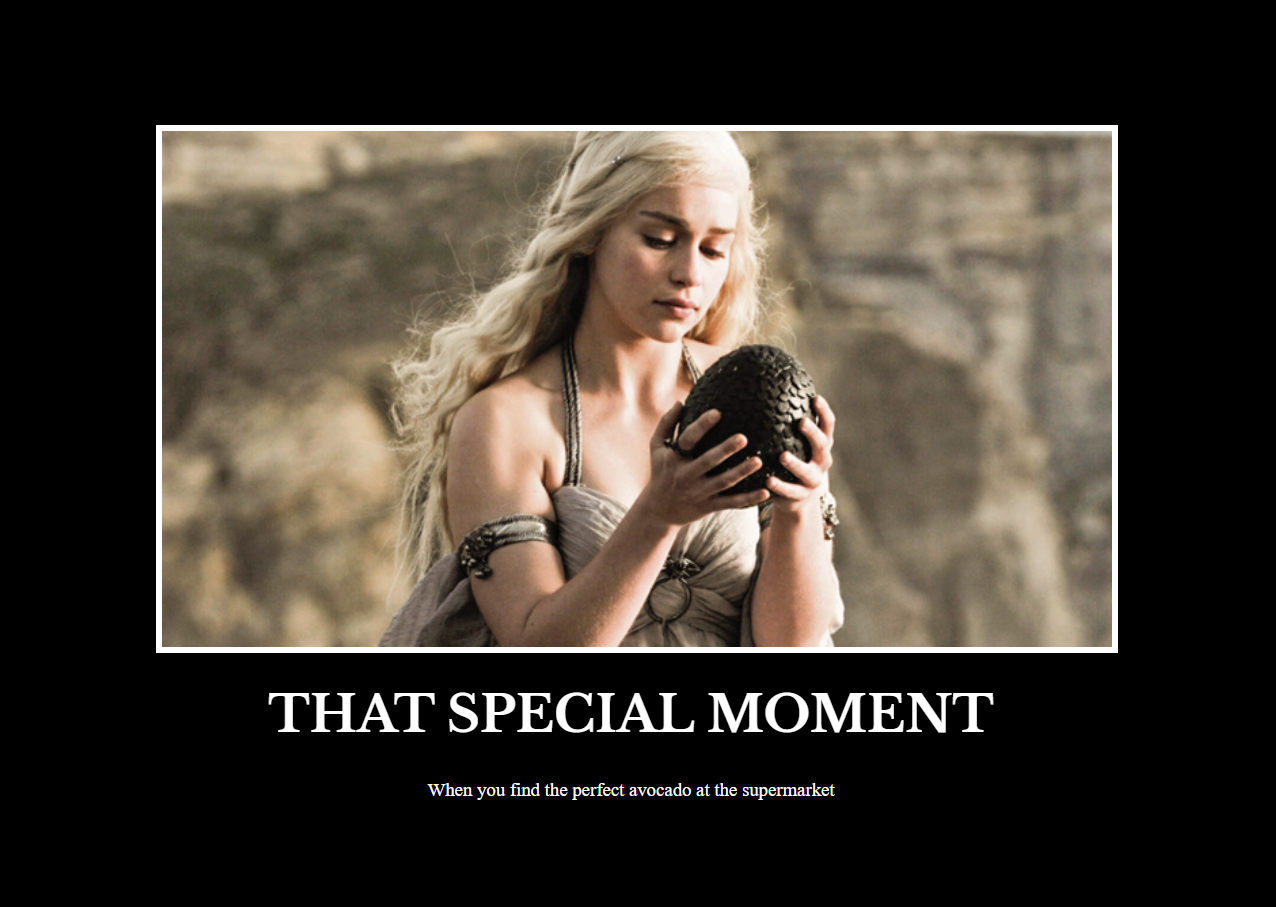 THAT SPECIAL MOMENT
When you find the perfect avocado at the supermarket